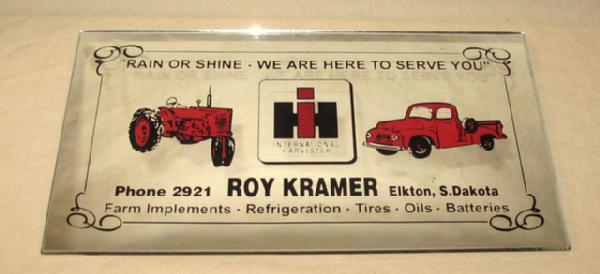 "RAIN OR SHINE - WE ARE HERE TO SERVE YOU"
IH
INTERNATIONAL
HARVESTER
Phone 2921 ROY KRAMER Elkton, S.Dakota
Farm Implements - Refrigeration - Tires - Oils - Batteries